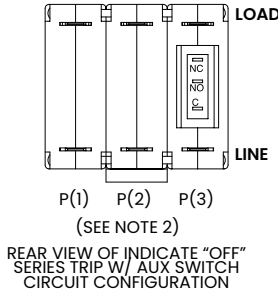 LOAD
NC
NO
C
LINE
P(1) P(2) P(3)
(SEE NOTE 2)
REAR VIEW OF INDICATE “OFF”
SERIES TRIP W/ AUX SWITCH
CIRCUIT CONFIGURATION